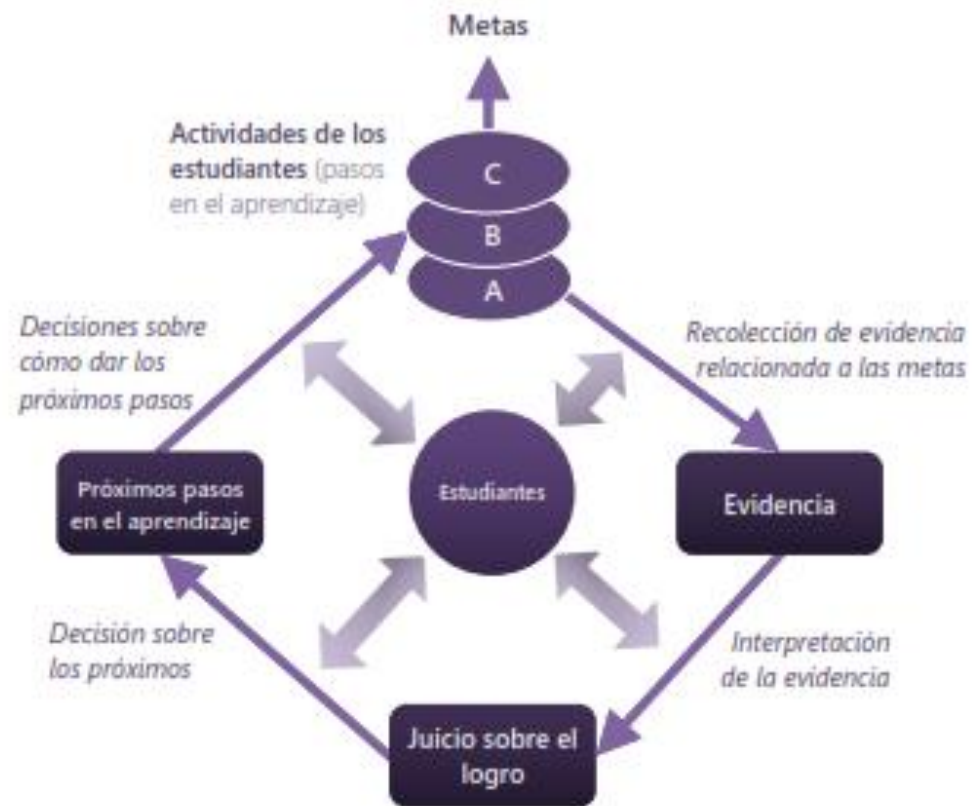 Metas
Actividades de los
estudiantes (pasos
en el aprendizaje)
C
B
A
Decisiones sobre
cómo dar los
próximos pasos
Recolección de evidencia
relacionada a las metas
Próximos pasos
en el aprendizaje
Estudiantes
Evidencia
Decisión sobre
los próximos
Interpretación
de la evidencia
Juicio sobre el
logro